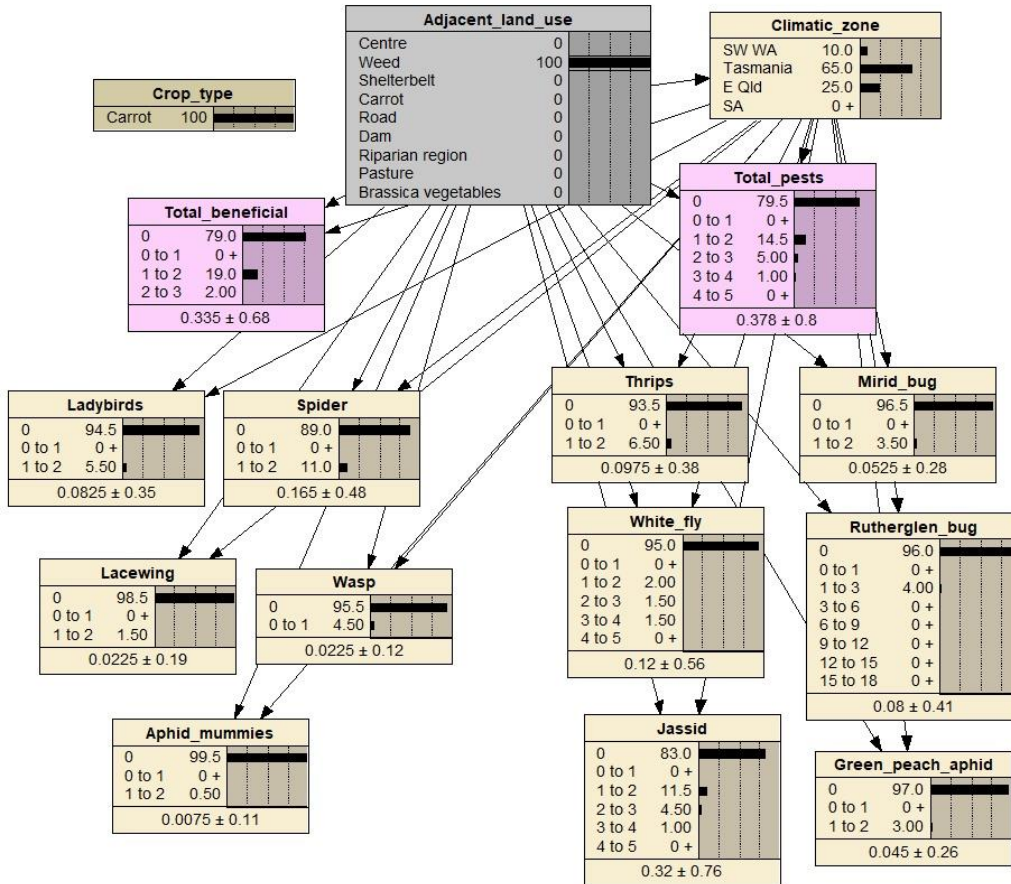 Adjacent_land_use
Centre 0
Weed 100
Shelterbelt 0
Carrot 0
Road 0
Dam 0
Riparian region 0
Pasture 0
Brassica vegetables 0
Climatic_zone
SW WA 10.0
Tasmania 65.0
E Qld 25.0
SA 0 +
Crop_type
Carrot 100
Total_beneficial
0 79.0
0 to 1 0 +
1 to 2 19.0
2 to 3 2.00
0.335 ± 0.68
Total_pests
0 79.5
0 to 1 0 +
1 to 2 14.5
2 to 3 5.00
3 to 4 1.00
4 to 5 0 +
0.378 ± 0.8
Ladybirds
0 94.5
0 to 1 0 +
1 to 2 5.50
0.0825 ± 0.35
Spider
0 89.0
0 to 1 0 +
1 to 2 11.0
0.165 ± 0.48
Thrips
0 93.5
0 to 1 0 +
1 to 2 6.50
0.0975 ± 0.38
Mirid_bug
0 96.5
0 to 1 0 +
1 to 2 3.50
0.0525 ± 0.28
Lacewing
0 98.5
0 to 1 0 +
1 to 2 1.50
0.0225 ± 0.19
Wasp
0 95.5
0 to 1 4.50
0.0225 ± 0.12
White_fly
0 95.0
0 to 1 0 +
1 to 2 2.00
2 to 3 1.50
3 to 4 1.50
4 to 5 0 +
0.12 ± 0.56
Rutherglen_bug
0 96.0
0 to 1 0 +
1 to 3 4.00
3 to 6 0 +
6 to 9 0 +
9 to 12 0 +
12 to 15 0 +
15 to 18 0 +
0.08 ± 0.41
Aphid_mummies
0 99.5
0 to 1 0 +
1 to 2 0.50
0.0075 ± 0.11
Jassid
0 83.0
0 to 1 0 +
1 to 2 11.5
2 to 3 4.50
3 to 4 1.00
4 to 5 0 +
0.32 ± 0.76
Green_peach_aphid
0 97.0
0 to 1 0 +
1 to 2 3.00
0.045 ± 0.26